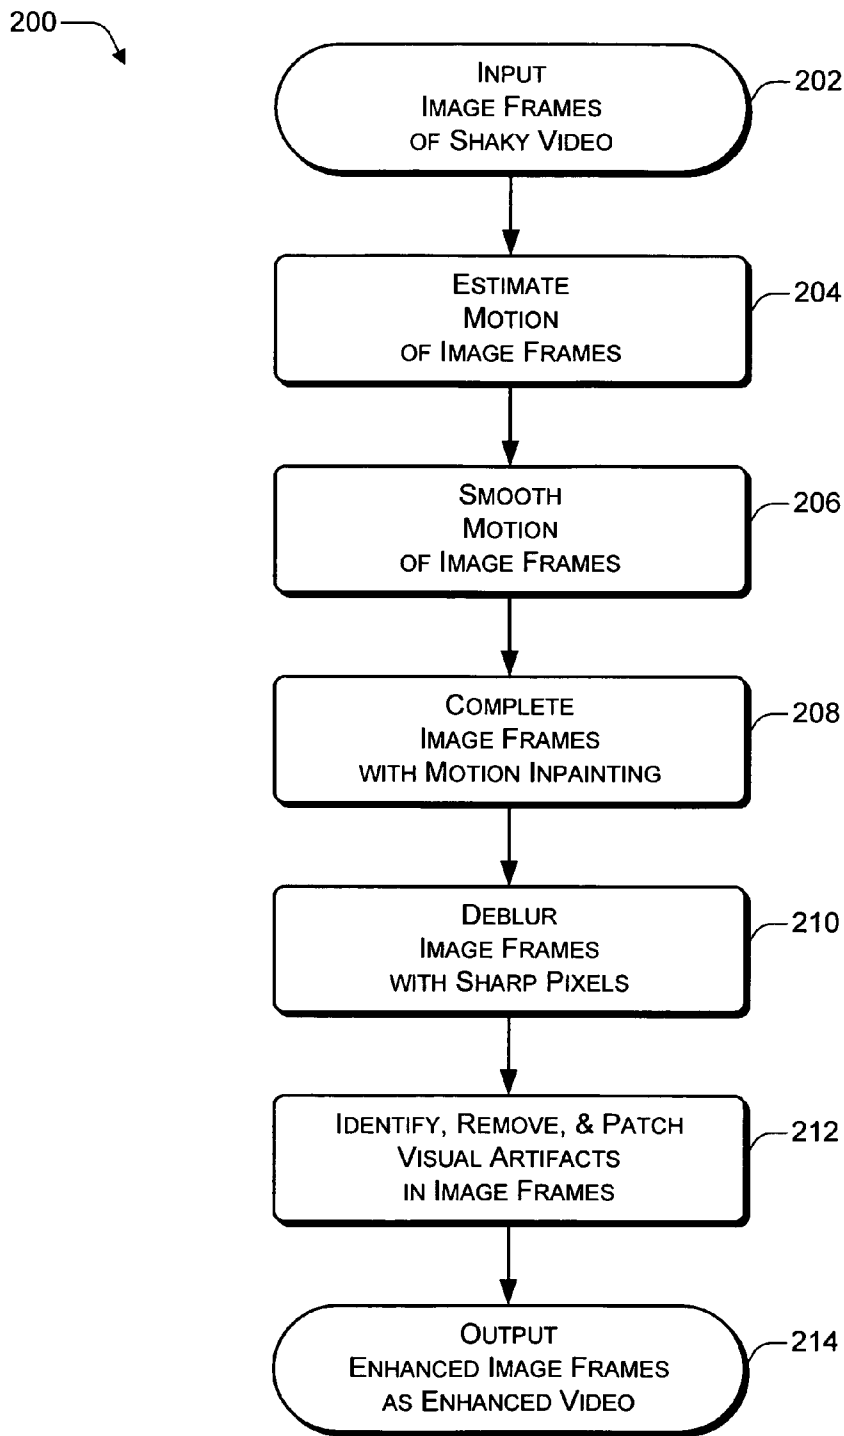 200
INPUT
IMAGE FRAMES
OF SHAKY VIDEO
202
ESTIMATE
MOTION
OF IMAGE FRAMES
204
SMOOTH
MOTION
OF IMAGE FRAMES
206
COMPLETE
IMAGE FRAMES
WITH MOTION INPAINTING
208
DEBLUR
IMAGE FRAMES
WITH SHARP PIXELS
210
IDENTIFY, REMOVE, & PATCH
VISUAL ARTIFACTS
IN IMAGE FRAMES
212
OUTPUT
ENHANCED IMAGE FRAMES
AS ENHANCED VIDEO
214